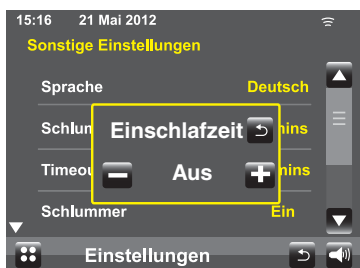 15:16 21 Mai 2012
Sonstige Einstellungen
Sprache Deutsch
Schlum
Einschlafzeit
mins
Timeou
Aus
mins
Schlummer Ein
Einstellungen